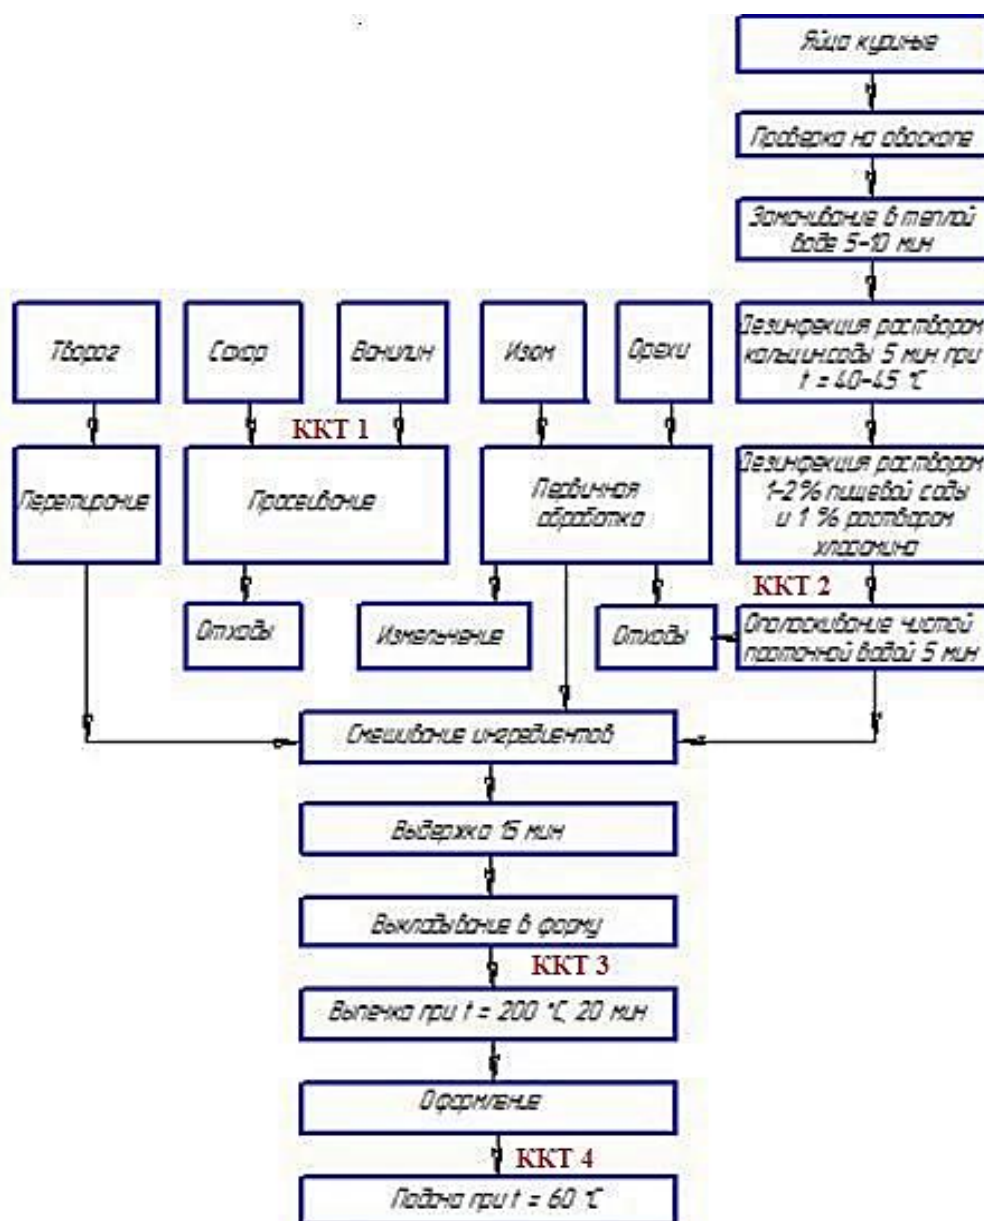 Яйца куриные
Проверка на овоскопе
Замачивание в теплой
воде 5-10 мин
Творог
Сахар
Ванилин
Изюм
Орехи
Дезинфекция раствором
кальцин.соды 5 мин при
t = 40-45 °C
ККТ 1
Перетирание
Просеивание
Первичная
обработка
Дезинфекция раствором
1-2 % пищевой соды
и 1 % раствором
хлорамина
ККТ 2
Отходы
Измельчение
Отходы
Ополаскивание чистой
проточной водой 5 мин
Смешивание ингредиентов
Выдержка 15 мин
Выкладывание в форму
ККТ 3
Выпечка при t = 200 °C, 20 мин
Оформление
ККТ 4
Подача при t = 60 °C